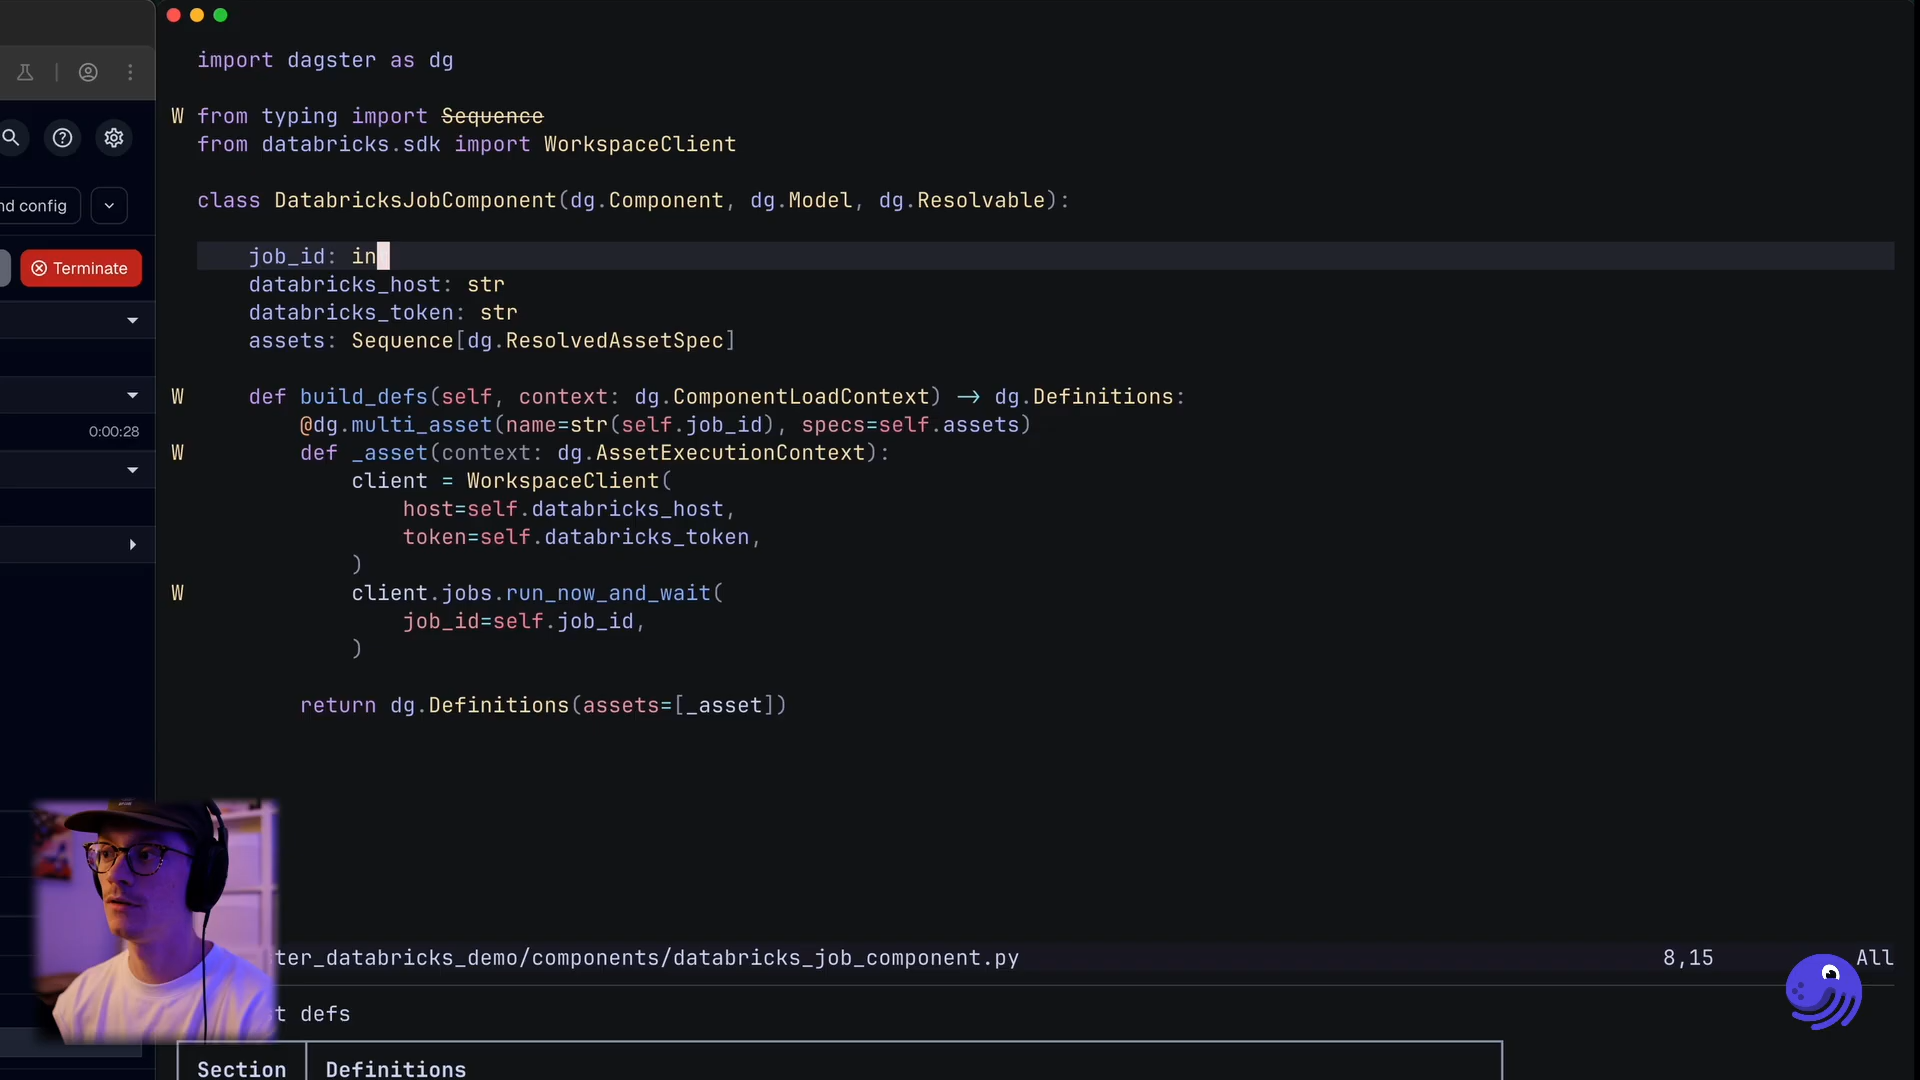 import dagster as dg
W from typing import Sequence
from databricks.sdk import WorkspaceClient
class DatabricksJobComponent(dg.Component, dg.Model, dg.Resolvable):
nd config
job_id: in
Terminate
databricks_host: str
databricks_token: str
assets: Sequence[dg.ResolvedAssetSpec]
W def build_defs(self, context: dg.ComponentLoadContext) -> dg.Definitions:
@dg.multi_asset(name=str(self.job_id), specs=self.assets)
0:00:28
W def _asset(context: dg.AssetExecutionContext):
client = WorkspaceClient(
host=self.databricks_host,
token=self.databricks_token,
)
W client.jobs.run_now_and_wait(
job_id=self.job_id,
)
return dg.Definitions(assets=[_asset])
ter_databricks_demo/components/databricks_job_component.py 8,15 All
t defs
Section Definitions